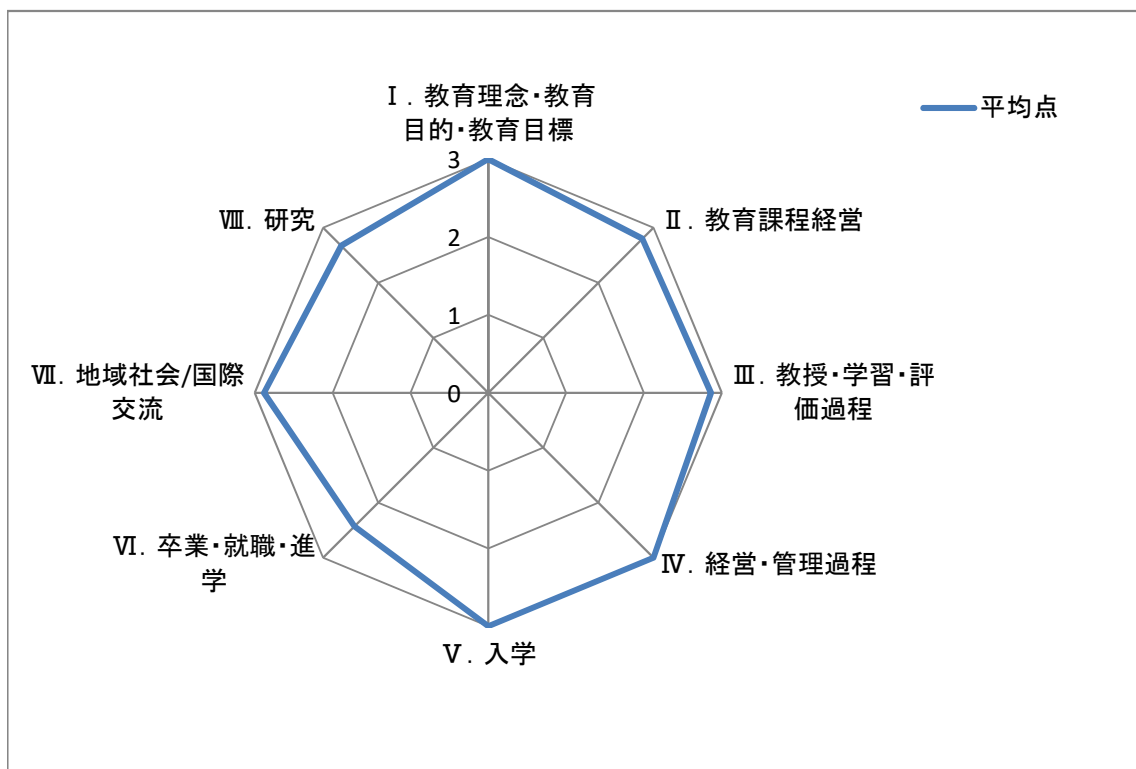 Ⅰ．教育理念・教育
目的・教育目標
平均点
3
Ⅷ．研究
Ⅱ．教育課程経営
2
1
Ⅶ．地域社会/国際
交流
0
Ⅲ．教授・学習・評
価過程
Ⅵ．卒業・就職・進
学
Ⅳ．経営・管理過程
Ⅴ．入学